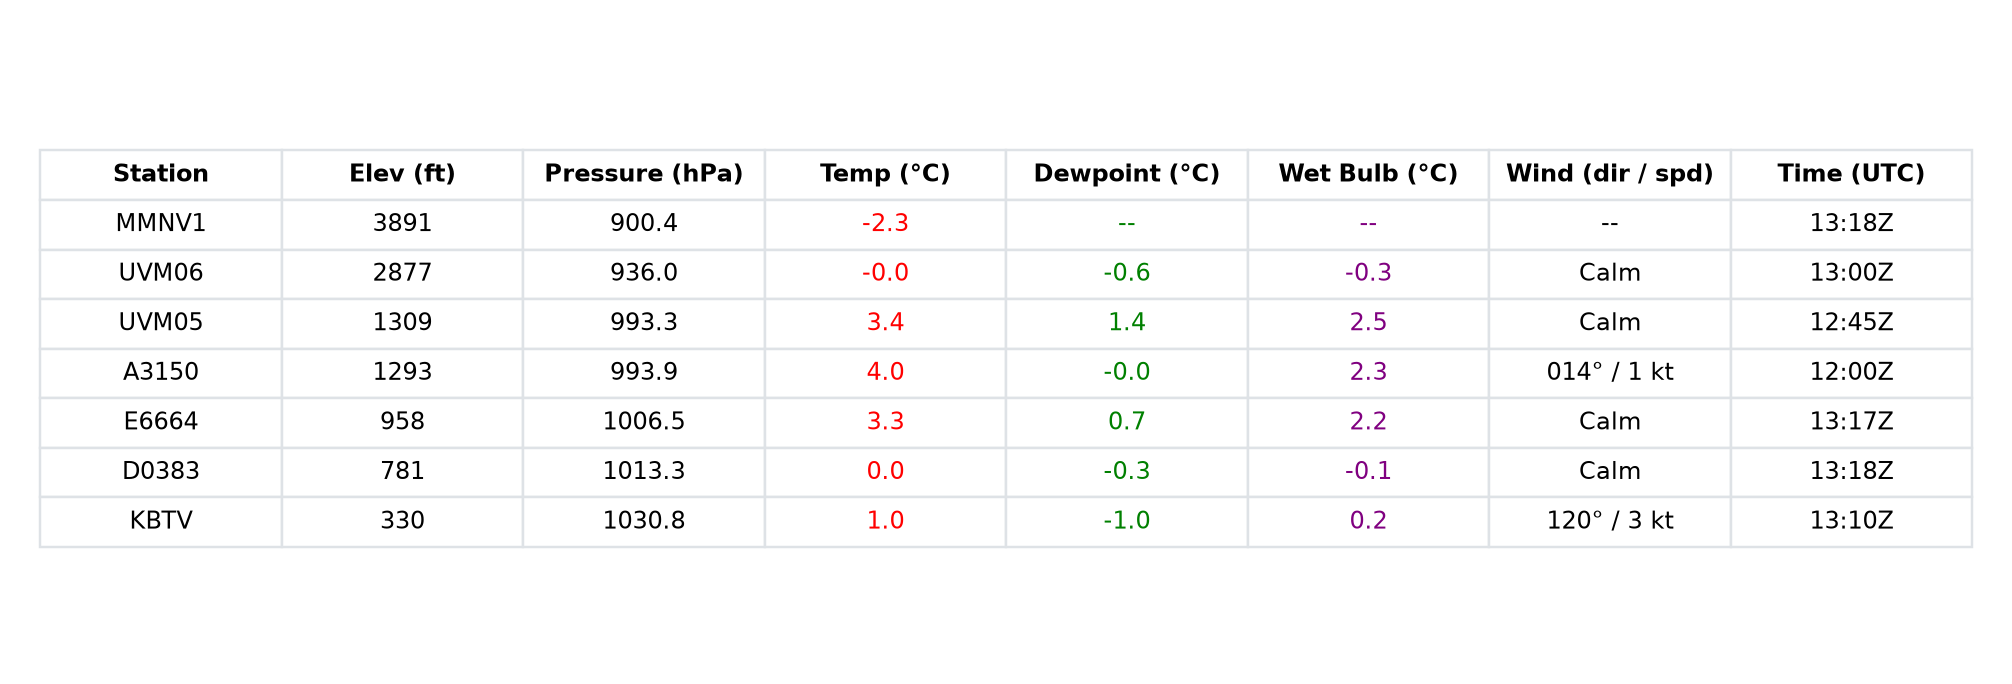 Station Elev (ft) Pressure (hPa) Temp (°C) Dewpoint (°C) Wet Bulb (°C) Wind (dir / spd) Time (UTC)
MMNV1 3891 900.4 -2.3 -- -- -- 13:18Z
UVM06 2877 936.0 -0.0 -0.6 -0.3 Calm 13:00Z
UVM05 1309 993.3 3.4 1.4 2.5 Calm 12:45Z
A3150 1293 993.9 4.0 -0.0 2.3 014° / 1 kt 12:00Z
E6664 958 1006.5 3.3 0.7 2.2 Calm 13:17Z
D0383 781 1013.3 0.0 -0.3 -0.1 Calm 13:18Z
KBTV 330 1030.8 1.0 -1.0 0.2 120° / 3 kt 13:10Z